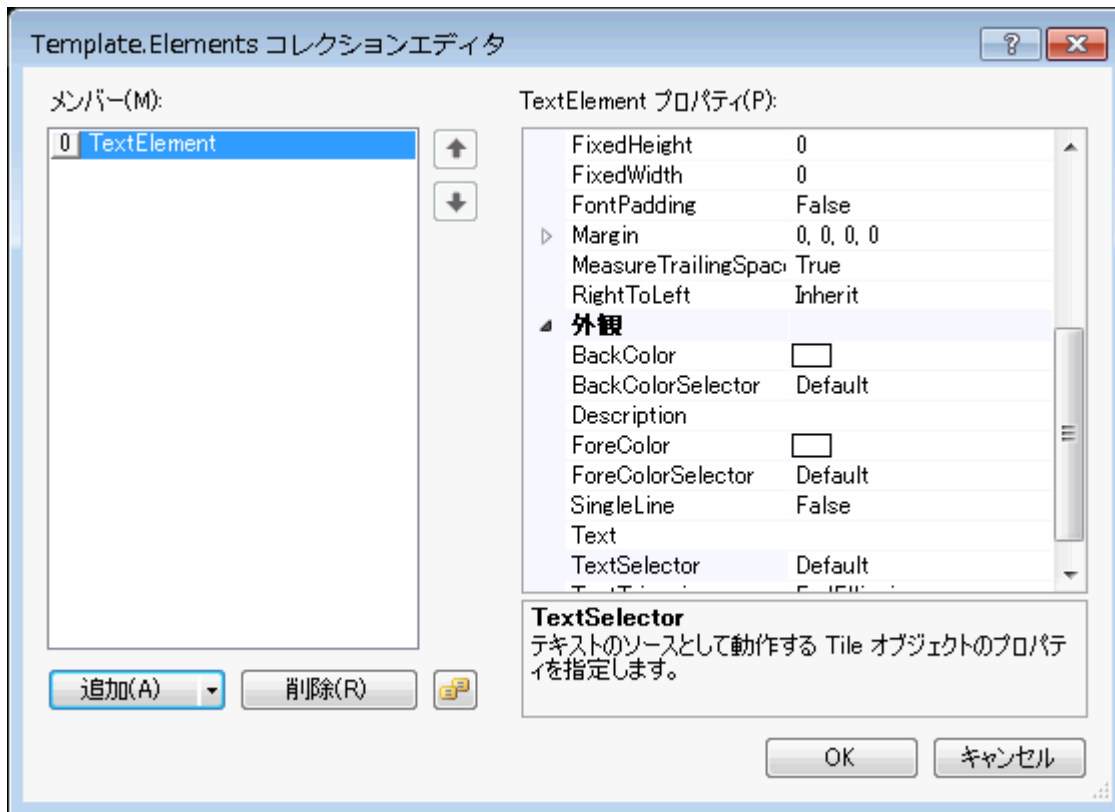 Template.Elements コレクションエディタ
メンバー(M):
0 TextElement
追加(A)
削除(R)
TextElement プロパティ(P):
FixedHeight 0
FixedWidth 0
FontPadding False
Margin 0, 0, 0, 0
MeasureTrailingSpac True
RightToLeft Inherit
外観
BackColor
BackColorSelector Default
Description
ForeColor
ForeColorSelector Default
SingleLine False
Text
TextSelector Default
TextSelector
テキストのソースとして動作する Tile オブジェクトのプロパテ
ィを指定します。
OK
キャンセル